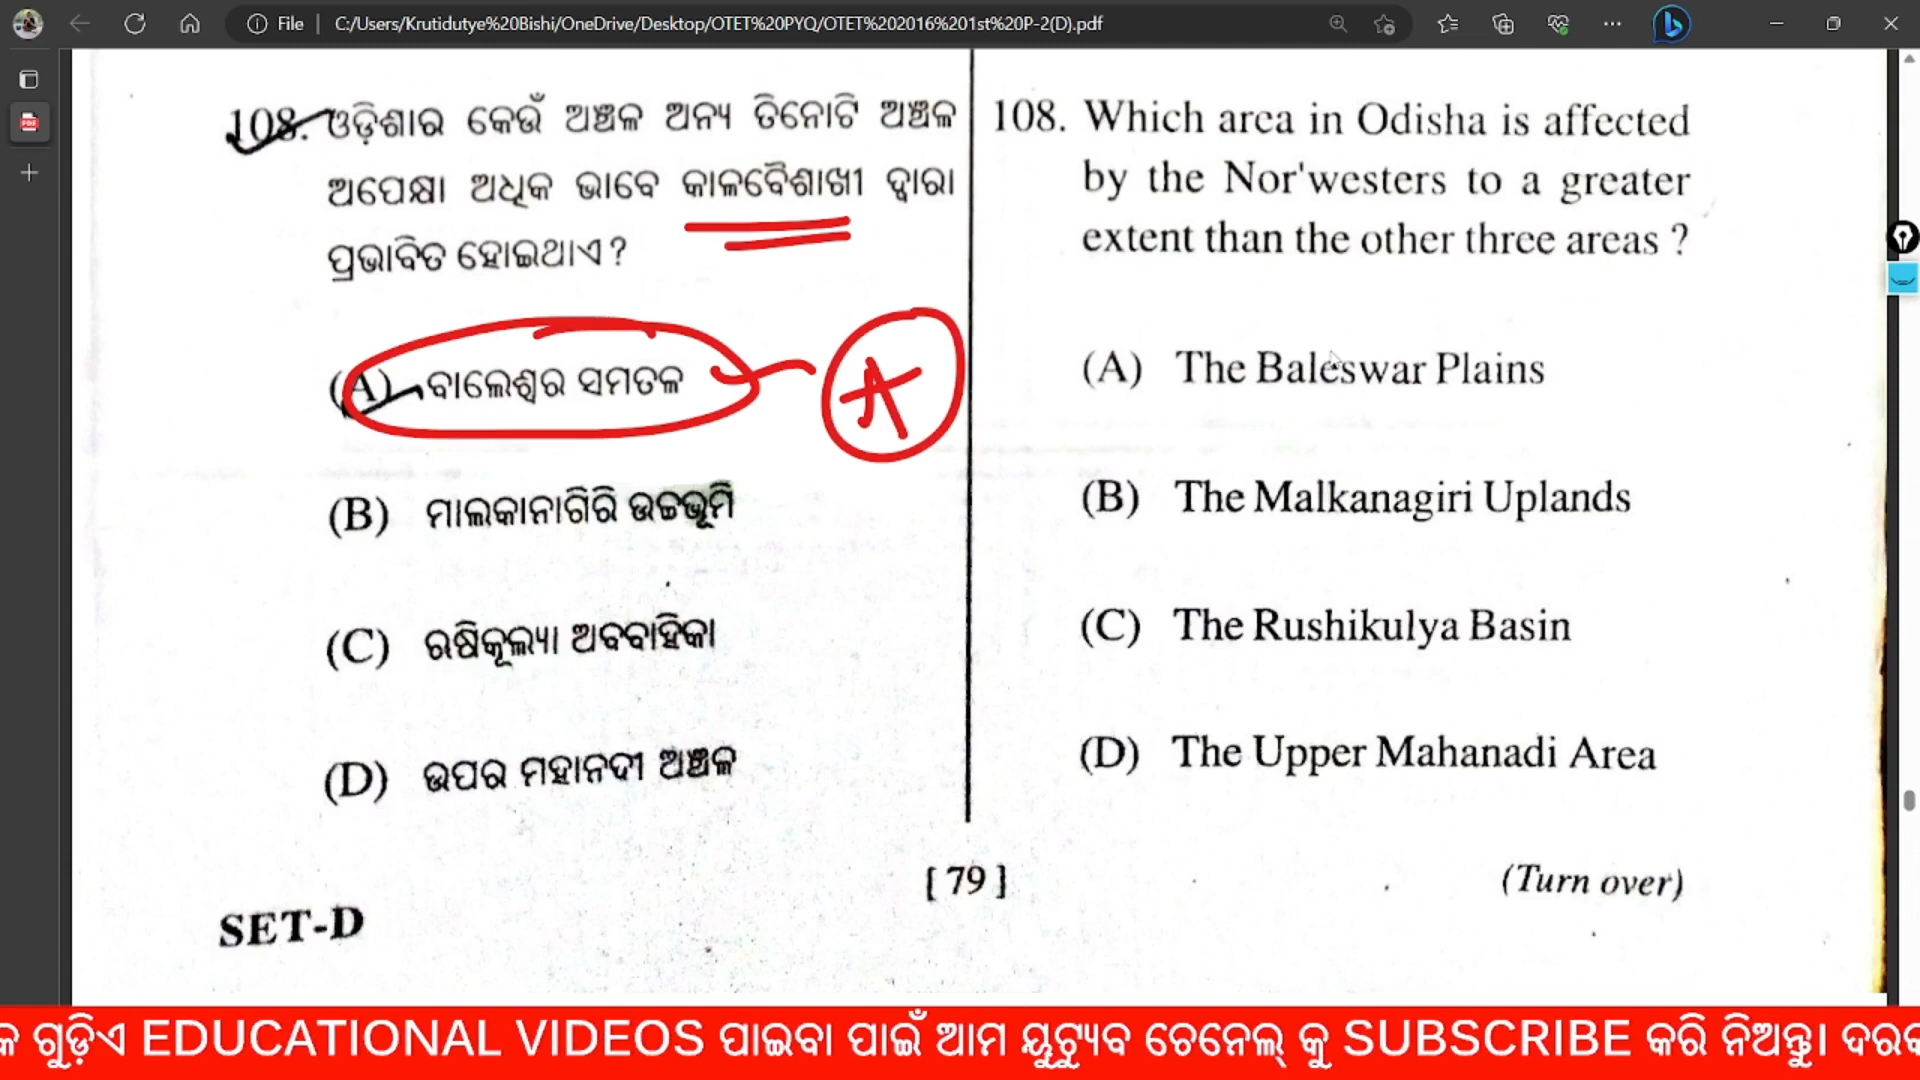 File
C:/Users/Krutidutye%20Bishi/OneDrive/Desktop/OTET%20PYQ/OTET%202016%201st%20P-2(D).pdf
108. ଓଡ଼ିଶାର କେଉଁ ଅଞ୍ଚଳ ଅନ୍ୟ ତିନୋଟି ଅଞ୍ଚଳ
ଅପେକ୍ଷା ଅଧିକ ଭାବେ କାଳବୈଶାଖୀ ଦ୍ୱାରା
ପ୍ରଭାବିତ ହୋଇଥାଏ ?
(A) ବାଲେଶ୍ୱର ସମତଳ
A
(B) ମାଲକାନାଗିରି ଉଚ୍ଚଭୂମି
(C) ଋଷିକୂଲ୍ୟା ଅବବାହିକା
(D) ଉପର ମହାନଦୀ ଅଞ୍ଚଳ
108. Which area in Odisha is affected
by the Nor'westers to a greater
extent than the other three areas ?
(A) The Baleswar Plains
(B) The Malkanagiri Uplands
(C) The Rushikulya Basin
(D) The Upper Mahanadi Area
[ 79 ]
(Turn over)
SET-D
କ ଗୁଡ଼ିଏ EDUCATIONAL VIDEOS ପାଇବା ପାଇଁ ଆମ ୟୁଟ୍ୟୁବ ଚେନେଲ୍ କୁ SUBSCRIBE କରି ନିଅନ୍ତୁ। ଦରକ